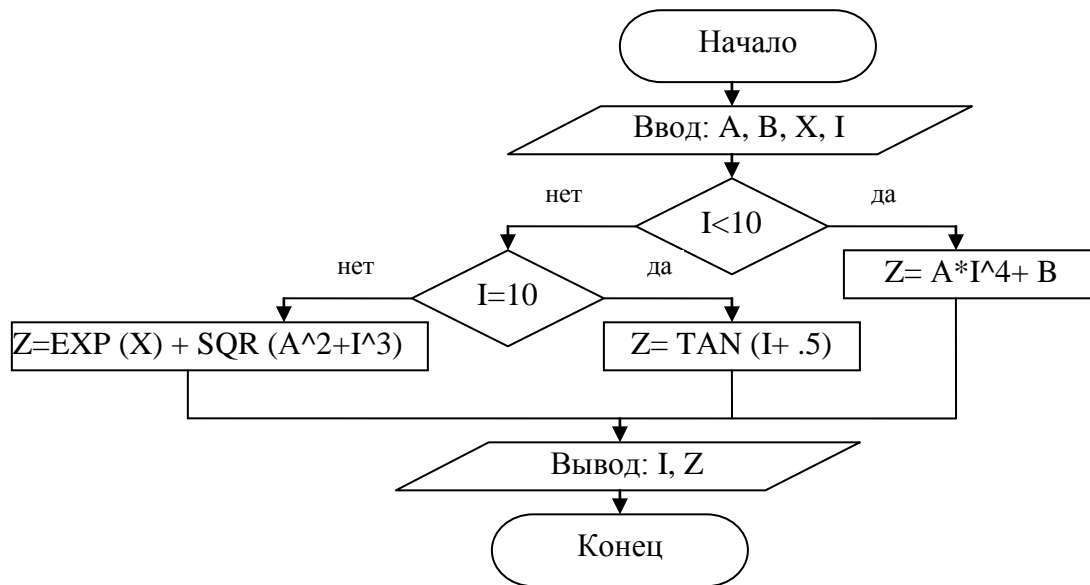 Начало
Ввод: A, B, X, I
нет
да
I<10
нет
да
Z= A*I^4+ B
I=10
Z=EXP (X) + SQR (A^2+I^3)
Z= TAN (I+ .5)
Вывод: I, Z
Конец